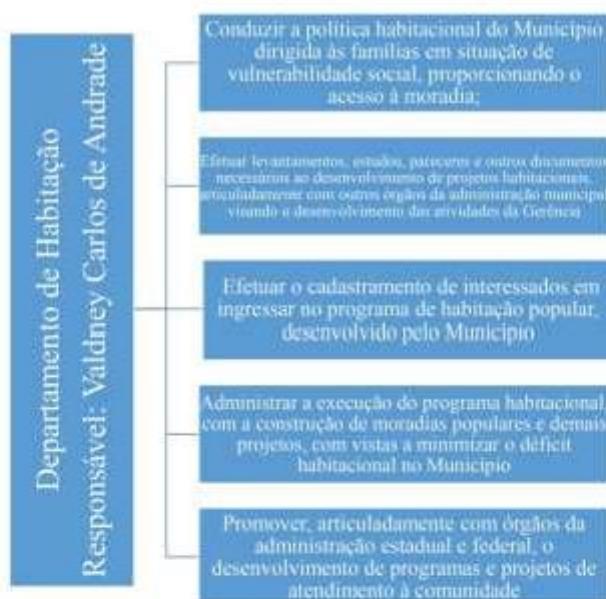 Departamento de Habitação
Responsável: Valdney Carlos de Andrade
Conduzir a política habitacional do Município
dirigida às famílias em situação de
vulnerabilidade social, proporcionando o
acesso à moradia;
Efetuar levantamentos, estudos, pareceres e outros documentos
necessários ao desenvolvimento de projetos habitacionais,
articuladamente com outros órgãos da administração municipal
visando o desenvolvimento das atividades da Gerência
Efetuar o cadastramento de interessados em
ingressar no programa de habitação popular,
desenvolvido pelo Município
Administrar a execução do programa habitacional
com a construção de moradias populares e demais
projetos, com vistas a minimizar o déficit
habitacional no Município
Promover, articuladamente com órgãos da
administração estadual e federal, o
desenvolvimento de programas e projetos de
atendimento à comunidade